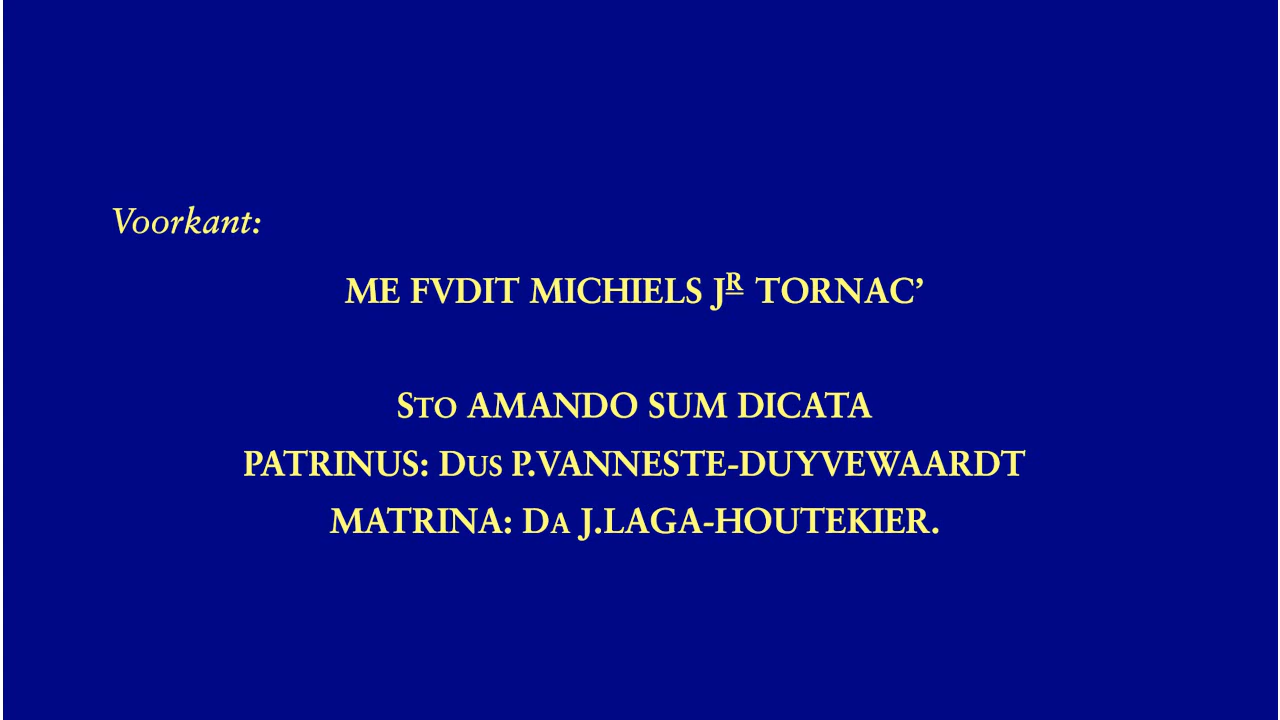 Voorkant:
ME FVDIT MICHIELS JR TORNAC’
STO AMANDO SUM DICATA
PATRINUS: DUS P.VANNESTE-DUYVEWAARDT
MATRINA: DA J.LAGA-HOUTEKIER.